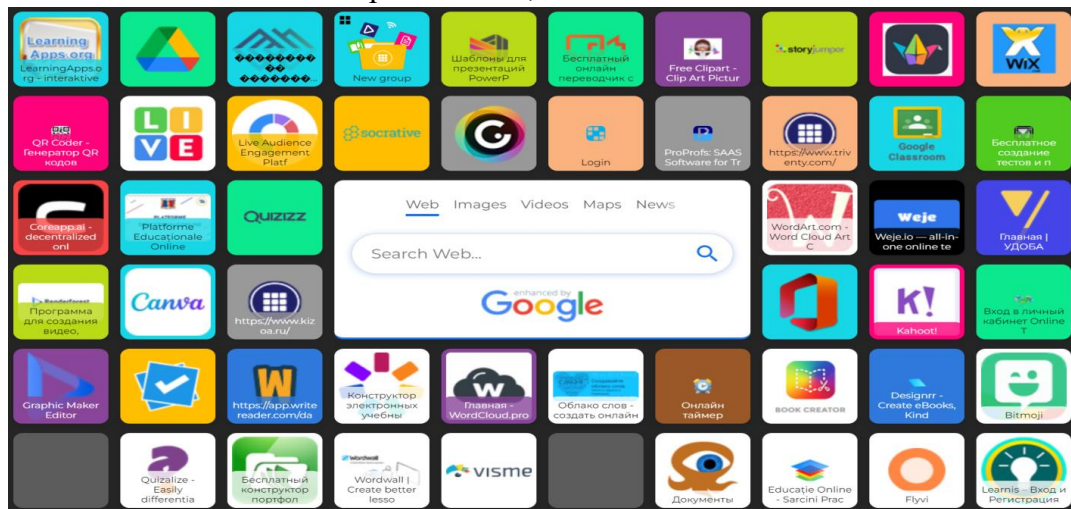 Learning
Apps.org
LearningApps.o
rg - interaktive
New group
Шаблоны для
презентаций
PowerP
Бесплатный
онлайн
переводчик с
Free Clipart -
Clip Art Pictur
storyjumper
WiX
QR Coder -
Генератор QR
кодов
LIVE
Live Audience
Engagement
Platf
socrative
Login
ProProfs: SAAS
Software for Tr
https://www.triv
enty.com/
Google
Classroom
Бесплатное
создание
тестов и п
Coreapp.ai -
decentralized
onl
Platforme
Educaționale
Online
QUIZIZZ
Web Images Videos Maps News
Search Web...
enhanced by
Google
WordArt.com -
Word Cloud Art
C
Weje
Weje.io — all-in-
one online te
Главная |
УДОБА
Renderforest
Программа
для создания
видео,
Canva
https://www.kiz
oa.ru/
K!
Kahoot!
Вход в личный
кабинет Online
T
Graphic Maker
Editor
W
https://app.write
reader.com/da
Конструктор
электронных
учебны
W
Главная -
WordCloud.pro
Облако слов -
создать онлайн
Онлайн
таймер
BOOK CREATOR
Designrr -
Create eBooks,
Kind
Bitmoji
Quizalize -
Easily
differentia
Бесплатный
конструктор
портфол
Wordwall
Wordwall |
Create better
lesso
visme
Документы
Educație Online
- Sarcini Prac
Flyvi
Learnis - Вход и
Регистрация